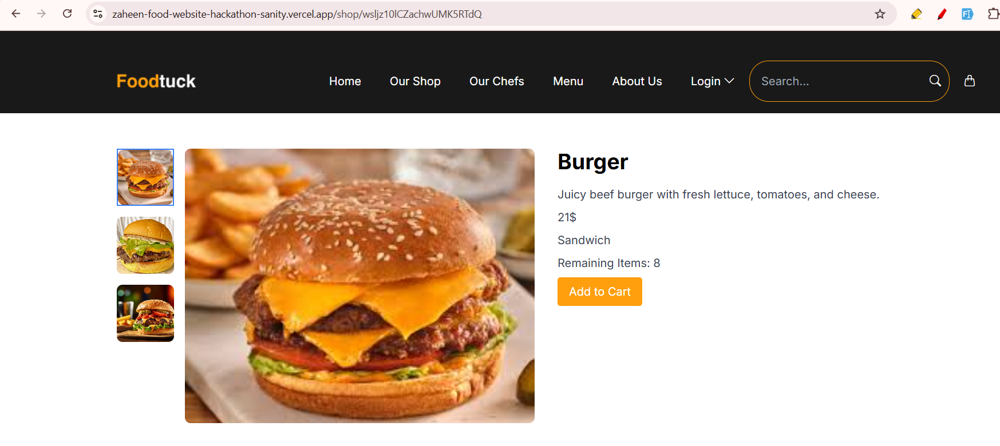 zaheen-food-website-hackathon-sanity.vercel.app/shop/wsljz10lCZachwUMK5RTdQ
Foodtuck
Home Our Shop Our Chefs Menu About Us Login Search...
Burger
Juicy beef burger with fresh lettuce, tomatoes, and cheese.
21$
Sandwich
Remaining Items: 8
Add to Cart